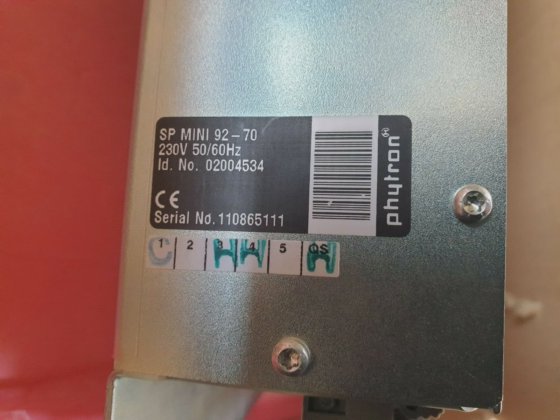 SP MINI 92-70
230V 50/60Hz
Id. No. 02004534
CE
Serial No. 110865111
phytron®
1 2 3 4 5 QS
C H H H